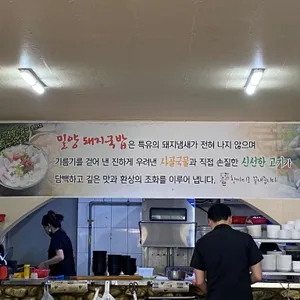 밀양 돼지국밥은 특유의 돼지냄새가 전혀 나지 않으며
기름기를 걷어 낸 진하게 우려낸 사골국물과 직접 손질한 신선한 고기가
담백하고 깊은 맛과 환상의 조화를 이루어 냅니다.